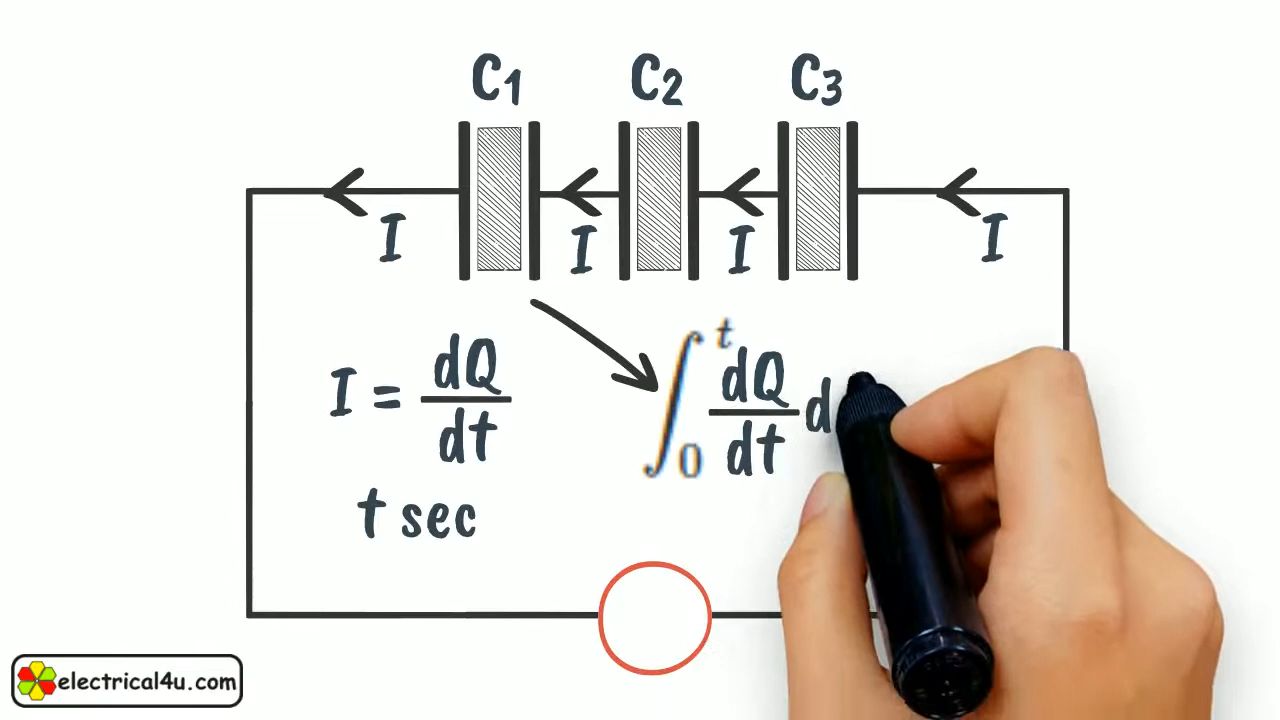 C1 C2 C3
I I I I
I = dQ/dt
∫₀ᵗ dQ/dt d
t sec
electrical4u.com